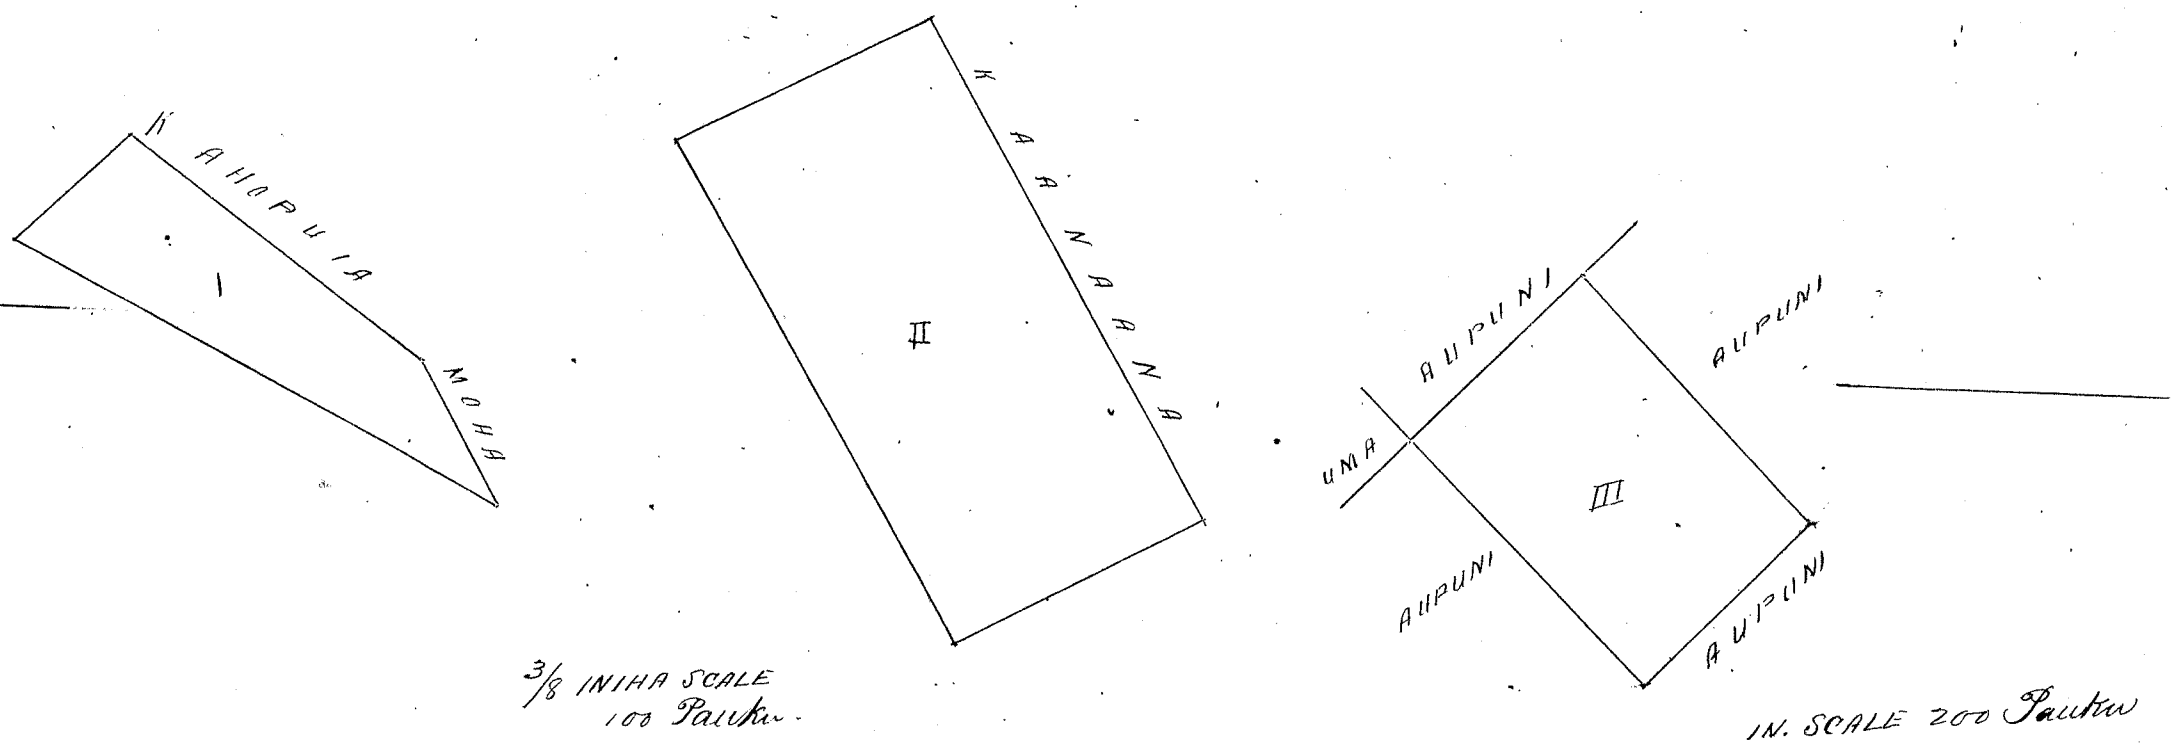 KAHOPUIA
I
MOHA
KAANAANA
II
AUPUNI
AUPUNI
UMA
III
AUPUNI
AUPUNI
3/8 INIHA SCALE
100 Pauku.
IN. SCALE 200 Pauku